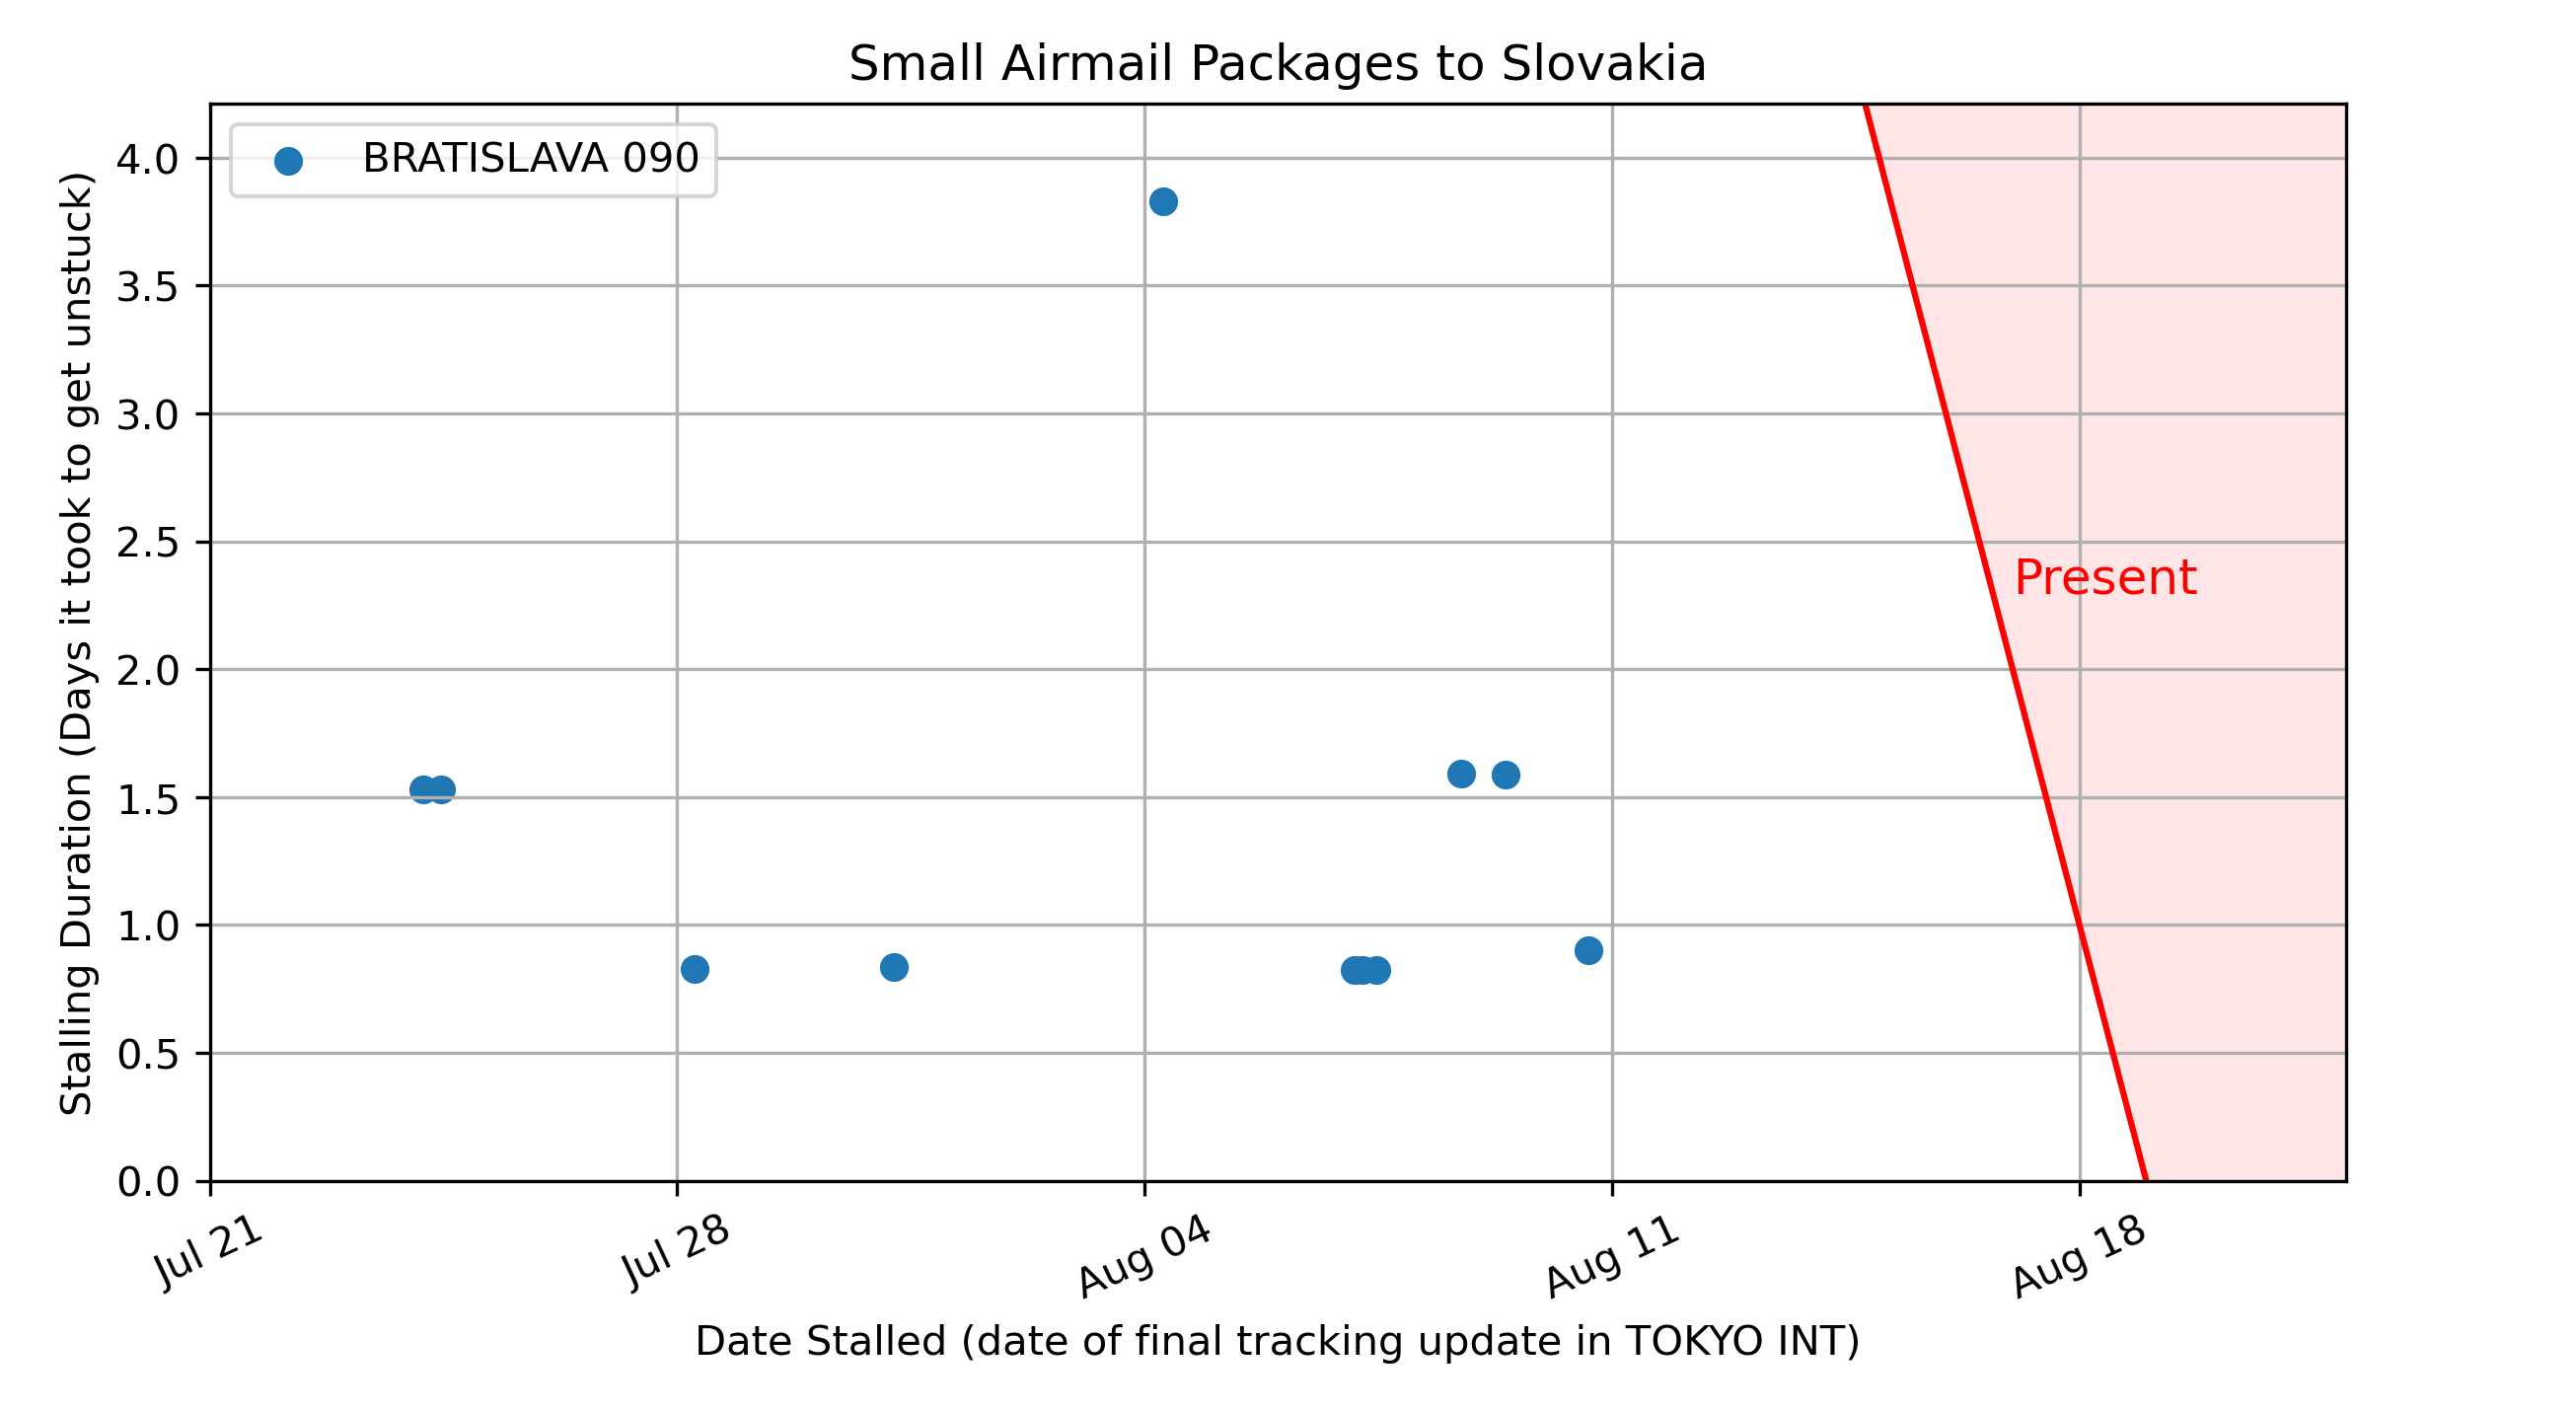 Small Airmail Packages to Slovakia
BRATISLAVA 090
Stalling Duration (Days it took to get unstuck)
4.0
3.5
3.0
2.5
2.0
1.5
1.0
0.5
0.0
Present
Jul 21
Jul 28
Aug 04
Aug 11
Aug 18
Date Stalled (date of final tracking update in TOKYO INT)